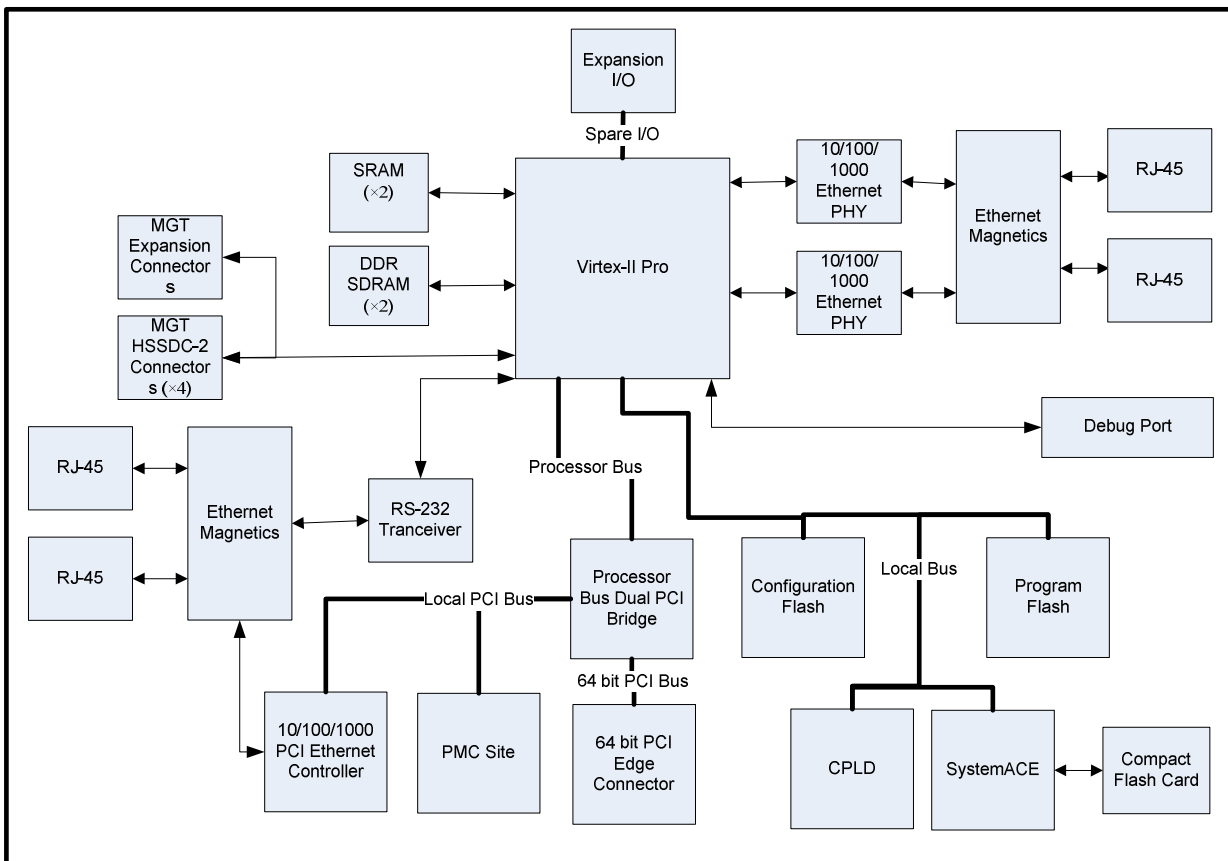 Expansion
I/O
Spare I/O
SRAM
(×2)
10/100/
1000
Ethernet
PHY
RJ-45
MGT
Expansion
Connector
s
Virtex-II Pro
Ethernet
Magnetics
DDR
SDRAM
(×2)
10/100/
1000
Ethernet
PHY
RJ-45
MGT
HSSDC-2
Connector
s (×4)
Debug Port
RJ-45
Processor Bus
Ethernet
Magnetics
RS-232
Tranceiver
RJ-45
Processor
Bus Dual PCI
Bridge
Configuration
Flash
Local Bus
Program
Flash
Local PCI Bus
64 bit PCI Bus
10/100/1000
PCI Ethernet
Controller
PMC Site
64 bit PCI
Edge
Connector
CPLD
SystemACE
Compact
Flash Card